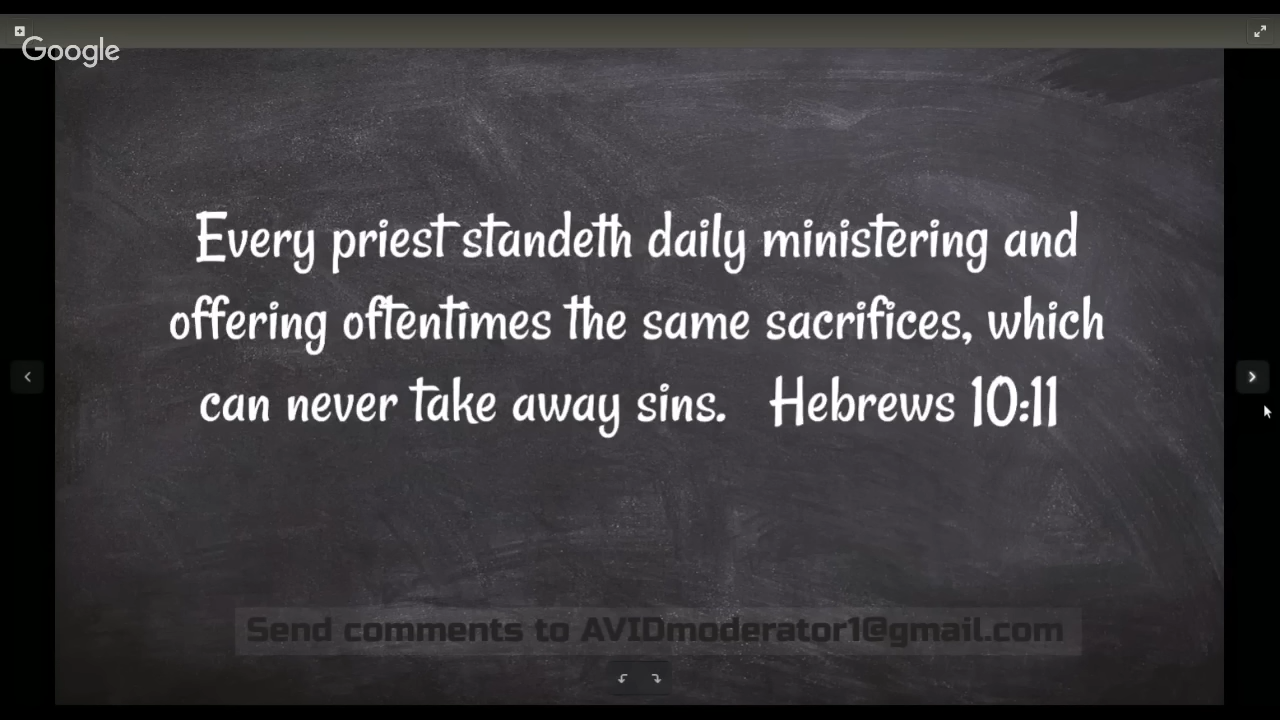 Google
Every priest standeth daily ministering and
offering oftentimes the same sacrifices, which
can never take away sins. Hebrews 10:11
Send comments to AVIDmoderator1@gmail.com